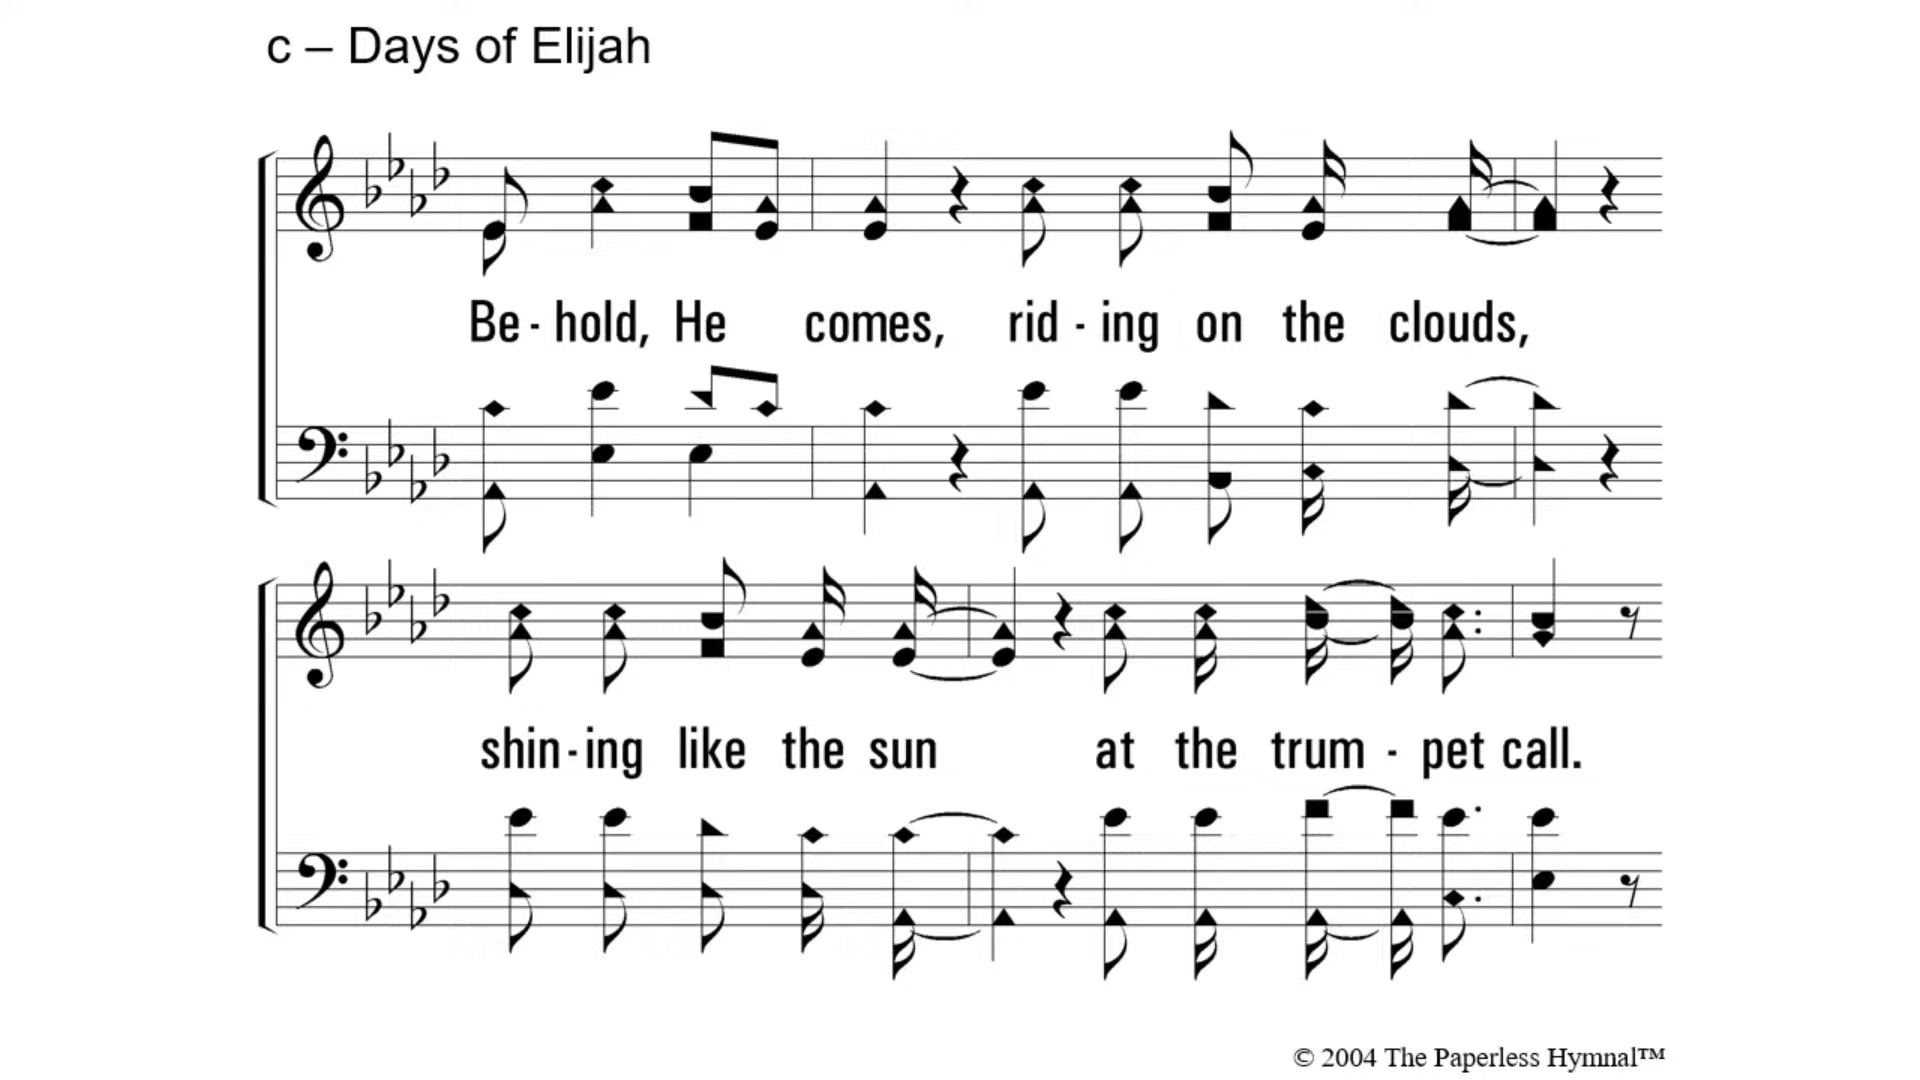 c – Days of Elijah
Be - hold, He comes, rid - ing on the clouds,
shin - ing like the sun at the trum - pet call.
© 2004 The Paperless Hymnal™